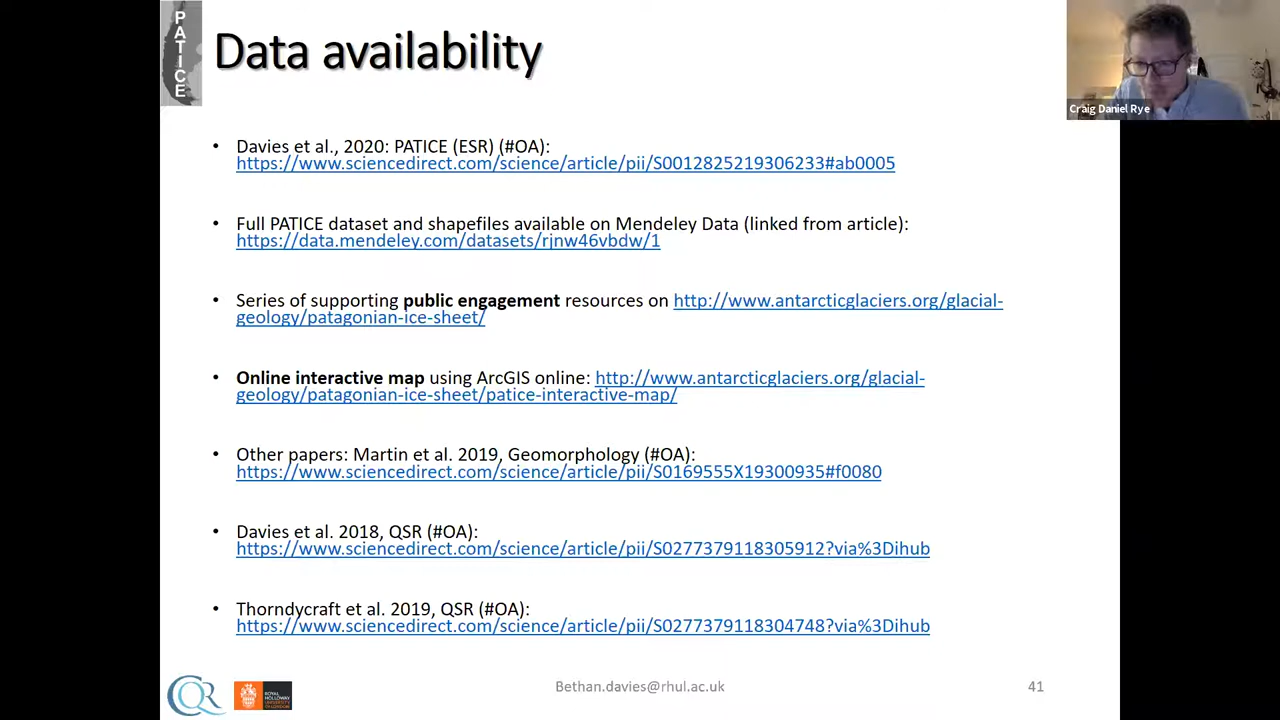 PATICE
Data availability
Craig Daniel Rye
• Davies et al., 2020: PATICE (ESR) (#OA):
https://www.sciencedirect.com/science/article/pii/S0012825219306233#ab0005
• Full PATICE dataset and shapefiles available on Mendeley Data (linked from article):
https://data.mendeley.com/datasets/rjnw46vbdw/1
• Series of supporting public engagement resources on http://www.antarcticglaciers.org/glacial-
geology/patagonian-ice-sheet/
• Online interactive map using ArcGIS online: http://www.antarcticglaciers.org/glacial-
geology/patagonian-ice-sheet/patice-interactive-map/
• Other papers: Martin et al. 2019, Geomorphology (#OA):
https://www.sciencedirect.com/science/article/pii/S0169555X19300935#f0080
• Davies et al. 2018, QSR (#OA):
https://www.sciencedirect.com/science/article/pii/S0277379118305912?via%3Dihub
• Thorndycraft et al. 2019, QSR (#OA):
https://www.sciencedirect.com/science/article/pii/S0277379118304748?via%3Dihub
CQR
ROYAL
HOLLOWAY
UNIVERSITY
OF LONDON
Bethan.davies@rhul.ac.uk
41